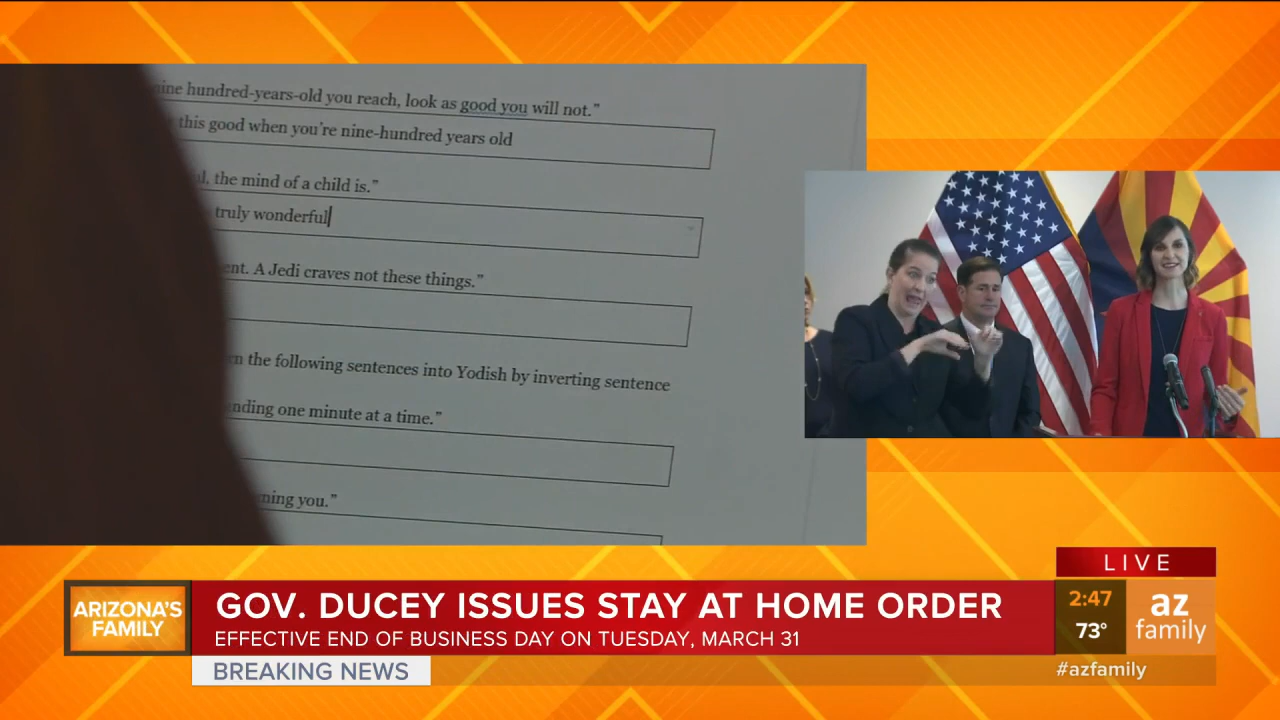 nine hundred-years-old you reach, look as good you will not.”
this good when you’re nine-hundred years old
the mind of a child is.”
truly wonderful
A Jedi craves not these things.”
the following sentences into Yodish by inverting sentence
one minute at a time.”
you.”
LIVE
ARIZONA’S
FAMILY
GOV. DUCEY ISSUES STAY AT HOME ORDER
EFFECTIVE END OF BUSINESS DAY ON TUESDAY, MARCH 31
BREAKING NEWS
2:47
73°
az
family
#azfamily